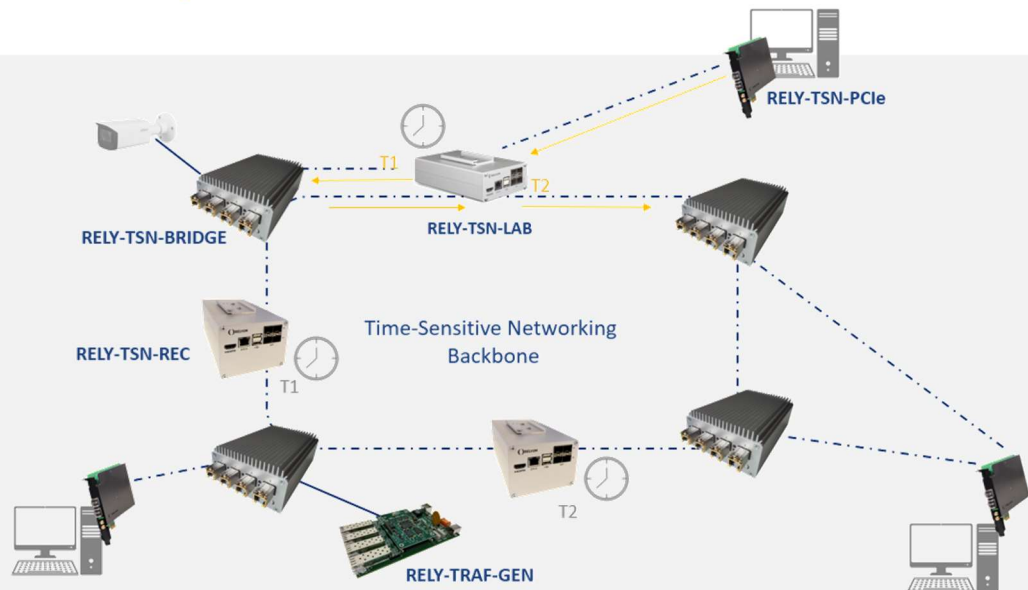 RELY-TSN-PCIe
T1
T2
RELY-TSN-LAB
RELY-TSN-BRIDGE
Time-Sensitive Networking
Backbone
RELY-TSN-REC
T1
T2
RELY-TRAF-GEN